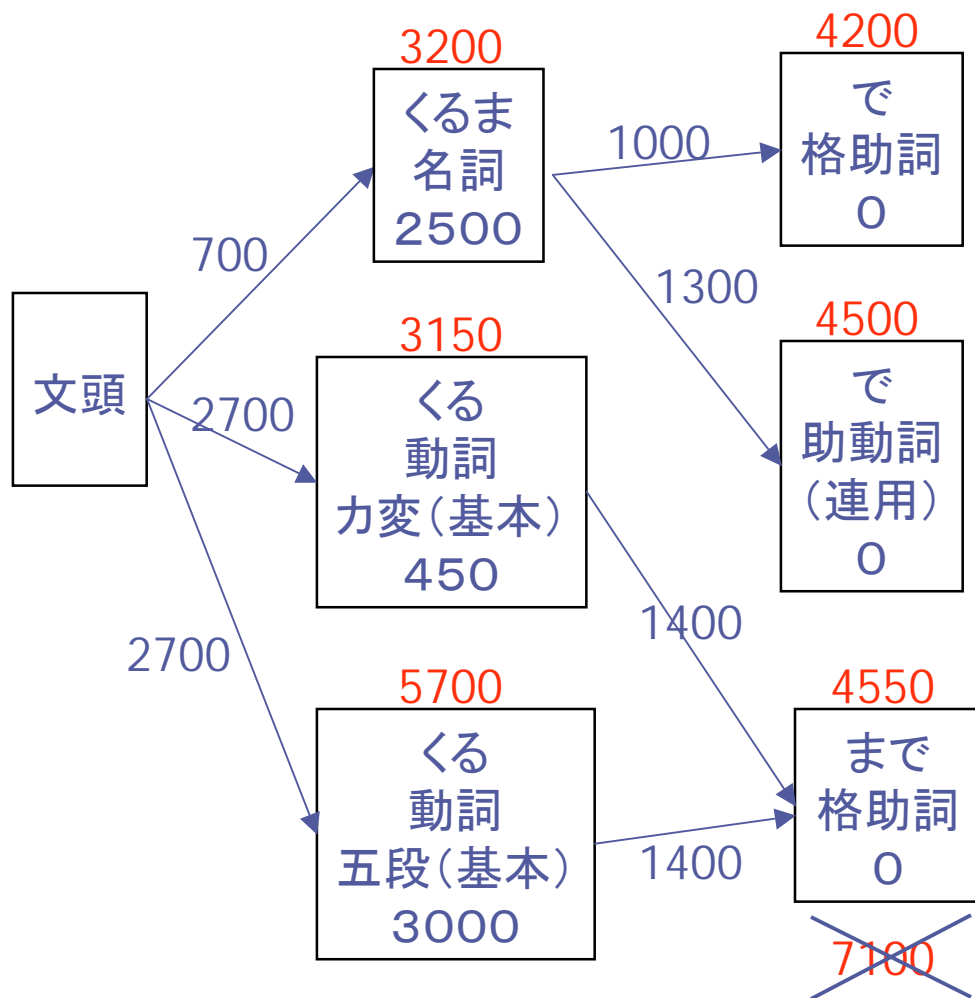 文頭
700
2700
2700
3200
くるま
名詞
2500
3150
くる
動詞
カ変(基本)
450
5700
くる
動詞
五段(基本)
3000
1000
1300
1400
1400
4200
で
格助詞
0
4500
で
助動詞
(連用)
0
4550
まで
格助詞
0
7100